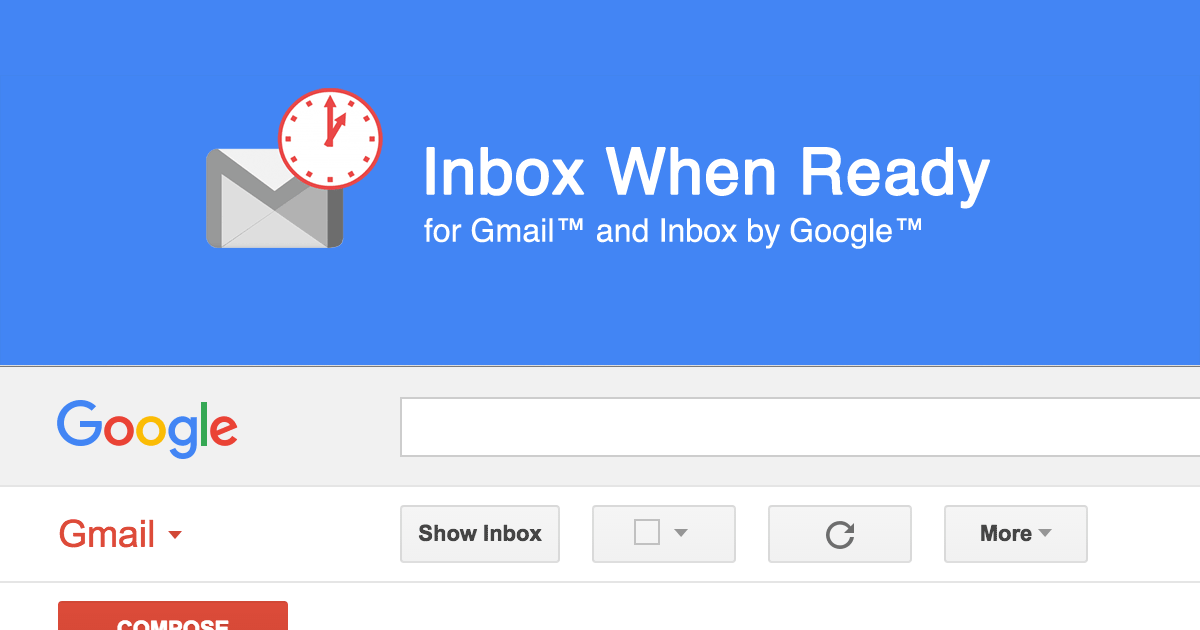 Inbox When Ready
for Gmail™ and Inbox by Google™
Google
Gmail
Show Inbox
More
COMPOSE